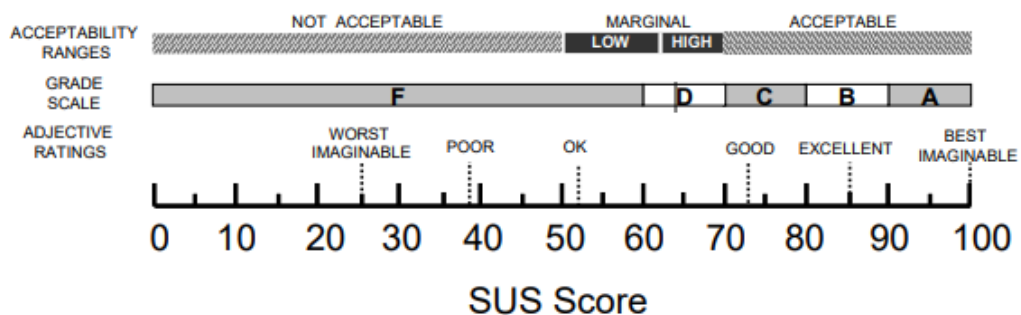 NOT ACCEPTABLE MARGINAL ACCEPTABLE
ACCEPTABILITY
RANGES
LOW HIGH
GRADE
SCALE
F D C B A
ADJECTIVE
RATINGS
WORST
IMAGINABLE
POOR
OK
GOOD
EXCELLENT
BEST
IMAGINABLE
0 10 20 30 40 50 60 70 80 90 100
SUS Score